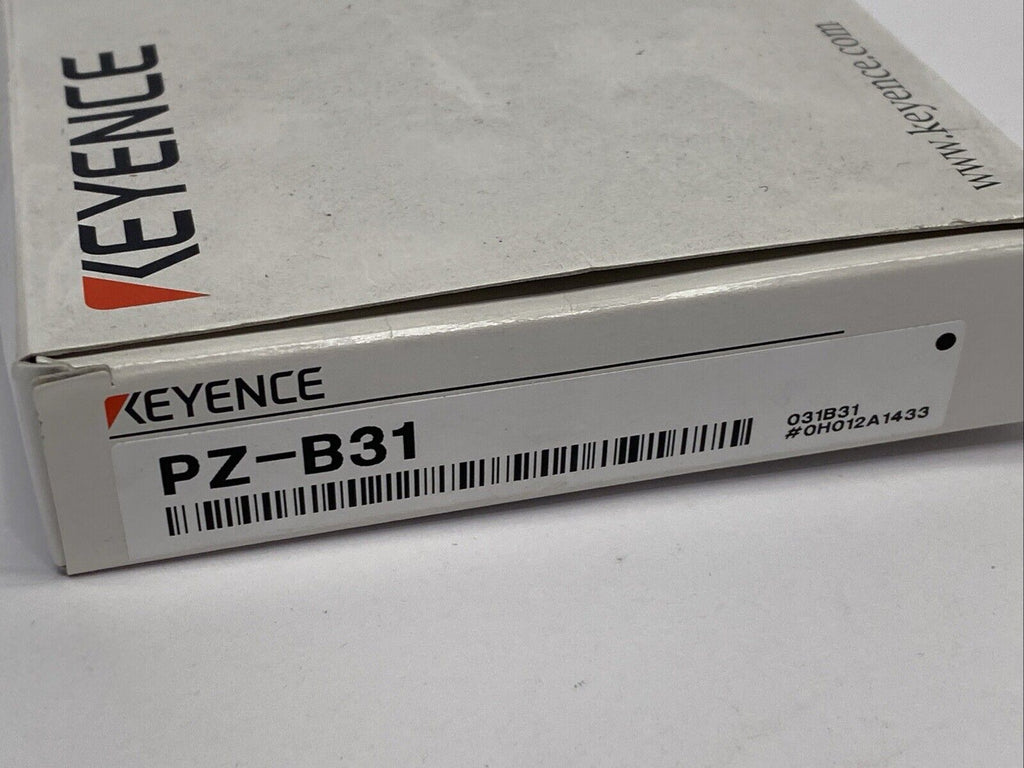 KEYENCE
www.keyence.com
KEYENCE
PZ-B31
031B31
#0H012A1433